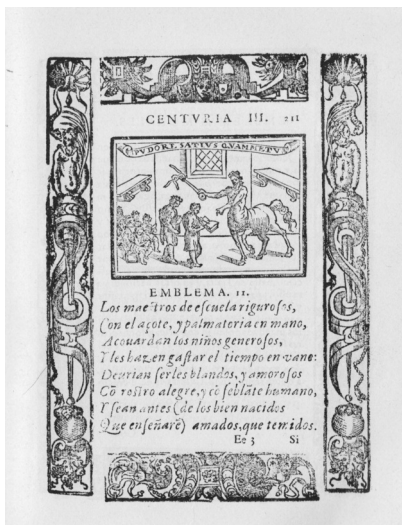 CENTVRIA III. 211
PVDORE SATIVS QVAM METV
EMBLEMA. 11.
Los maestros de escuela rigurosos,
Con el açote, y palmatoria en mano,
Acouardan los niños generosos,
Y les hazen gastar el tiempo en vano:
Deurian serles blandos, y amorosos
Cō rostro alegre, y cō sēblāte humano,
Y sean antes (de los bien nacidos
Que enseñarē) amados, que temidos.
Ee 3 Si